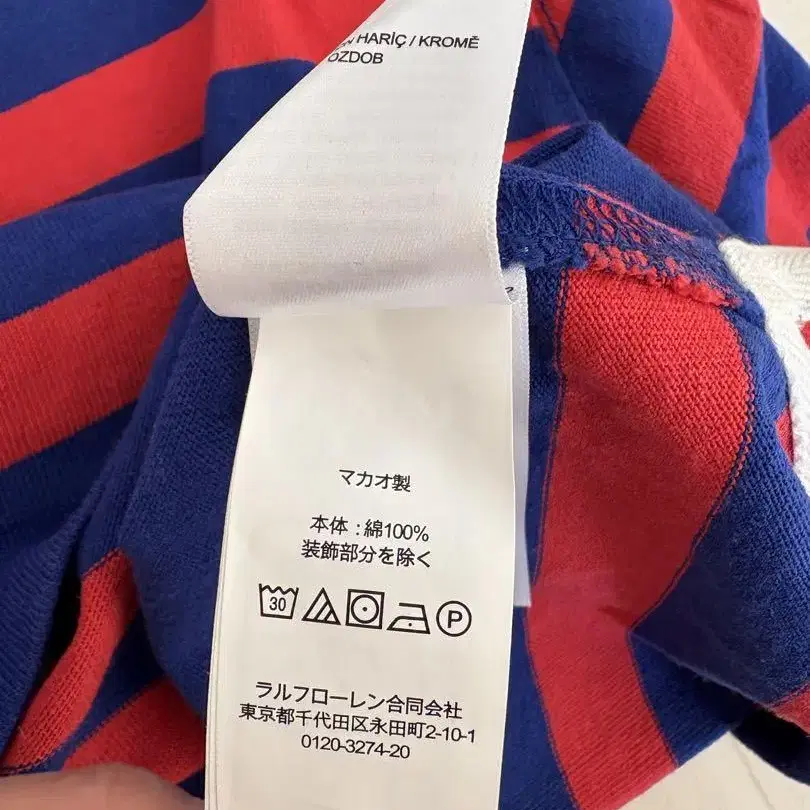 HARİÇ / KROMĚ
OZDOB
マカオ製
本体 : 綿100%
装飾部分を除く
30
P
ラルフローレン合同会社
東京都千代田区永田町2-10-1
0120-3274-20